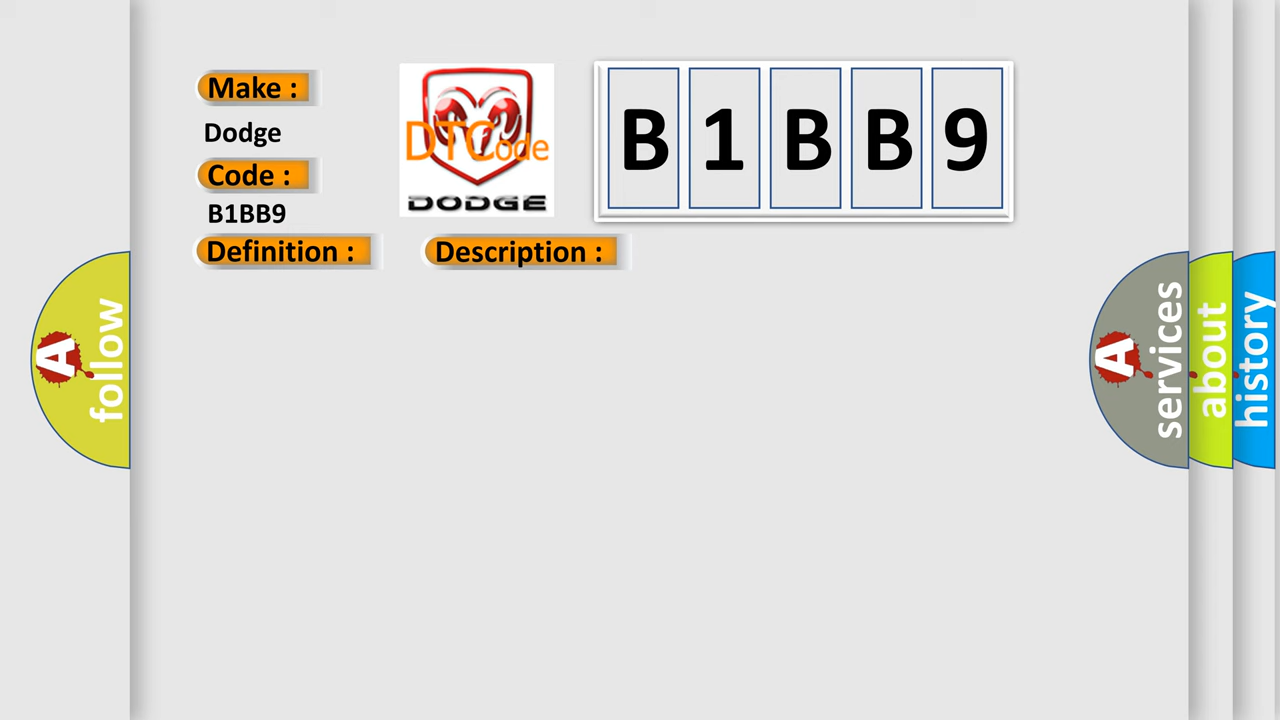 Make :
Dodge
Code :
B1BB9
Definition :
Description :
DTCode
DODGE
B 1 B B 9
A follow
A services
about
history